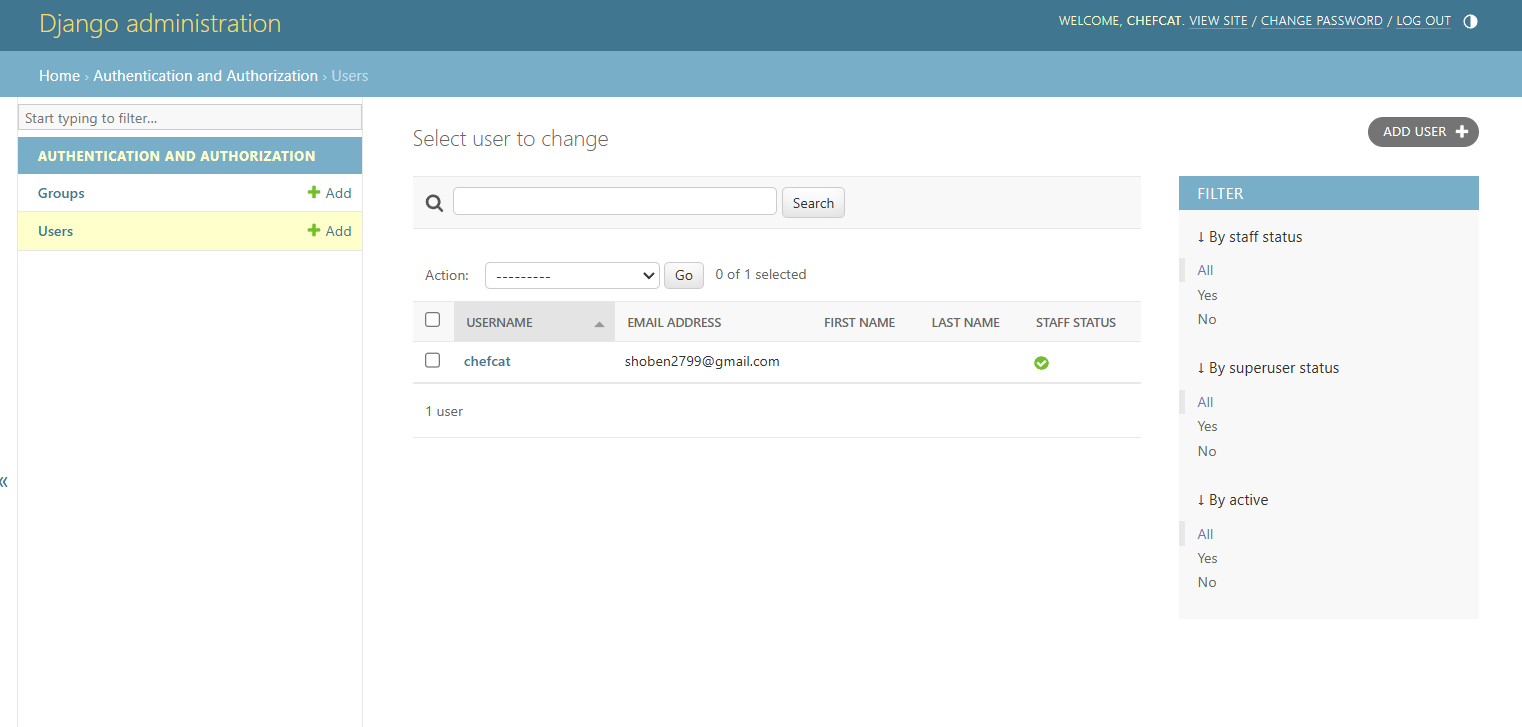 Django administration
WELCOME, CHEFCAT. VIEW SITE / CHANGE PASSWORD / LOG OUT
Home › Authentication and Authorization › Users
Start typing to filter...
AUTHENTICATION AND AUTHORIZATION
Groups + Add
Users + Add
«
Select user to change
ADD USER +
Search
Action: --------- Go 0 of 1 selected
USERNAME EMAIL ADDRESS FIRST NAME LAST NAME STAFF STATUS
chefcat shoben2799@gmail.com
1 user
FILTER
↓ By staff status
All
Yes
No
↓ By superuser status
All
Yes
No
↓ By active
All
Yes
No